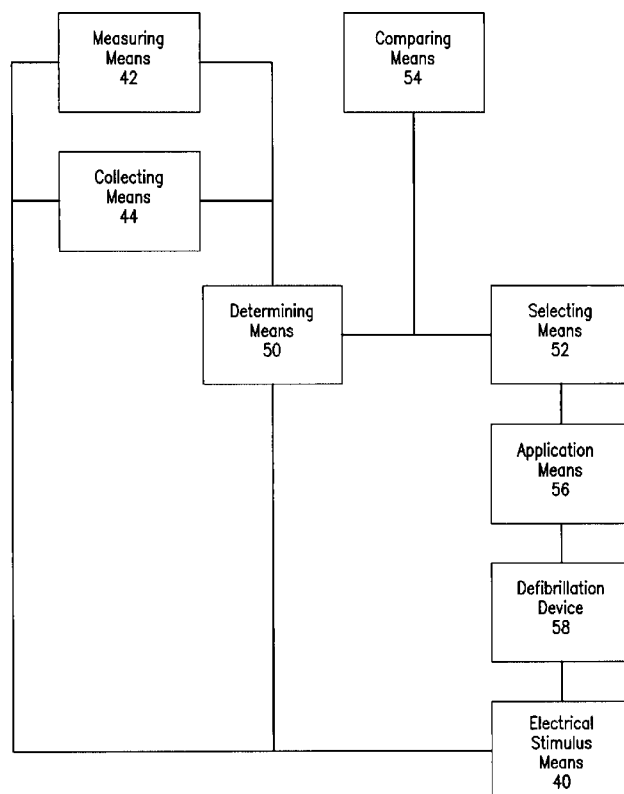 Measuring
Means
42
Comparing
Means
54
Collecting
Means
44
Determining
Means
50
Selecting
Means
52
Application
Means
56
Defibrillation
Device
58
Electrical
Stimulus
Means
40